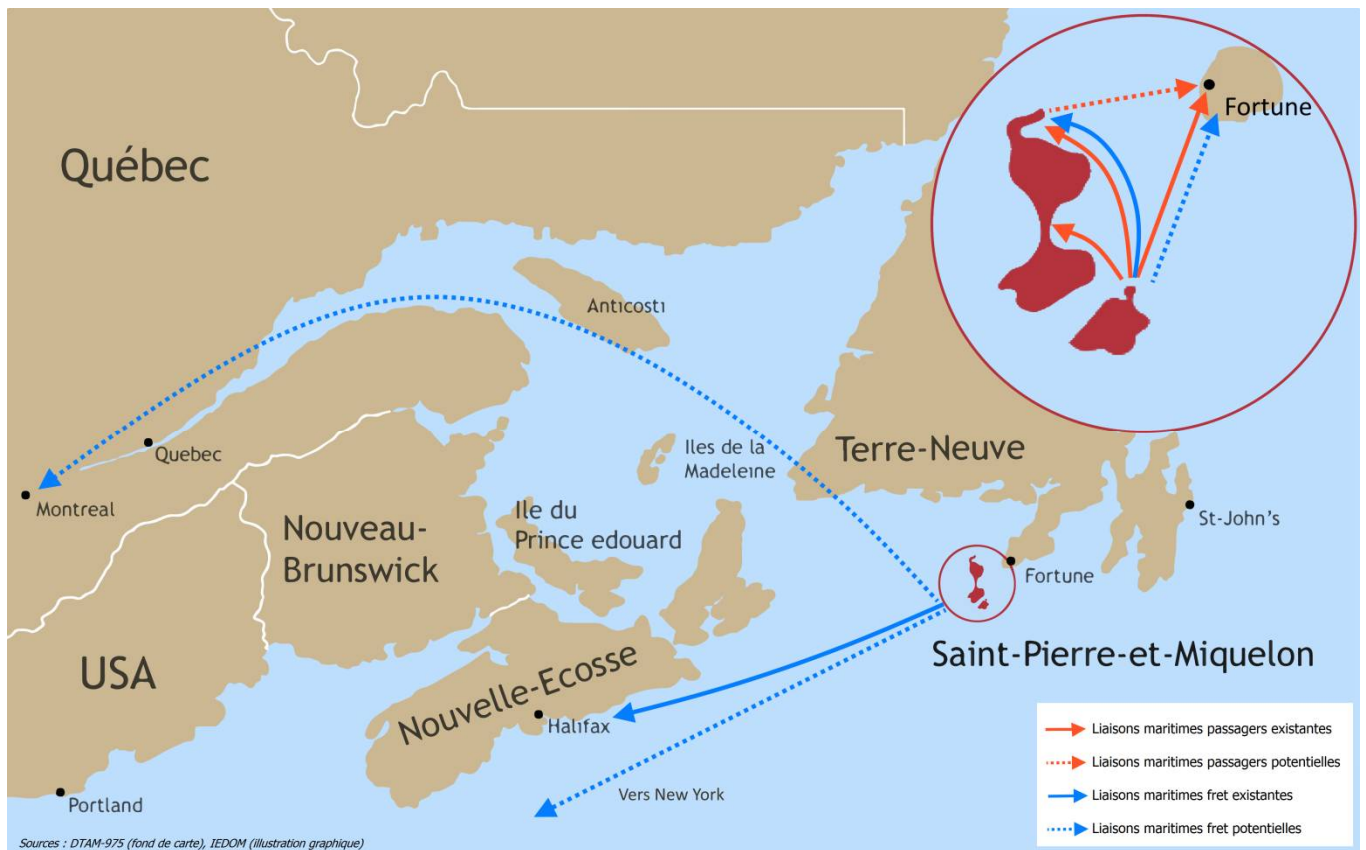 Fortune
Québec
Anticosti
Terre-Neuve
Iles de la
Madeleine
Quebec
Montreal
St-John's
Ile du
Prince edouard
Nouveau-
Brunswick
Fortune
Saint-Pierre-et-Miquelon
USA
Nouvelle-Ecosse
Halifax
Vers New York
Portland
Liaisons maritimes passagers existantes
Liaisons maritimes passagers potentielles
Liaisons maritimes fret existantes
Liaisons maritimes fret potentielles
Sources : DTAM-975 (fond de carte), IEDOM (illustration graphique)